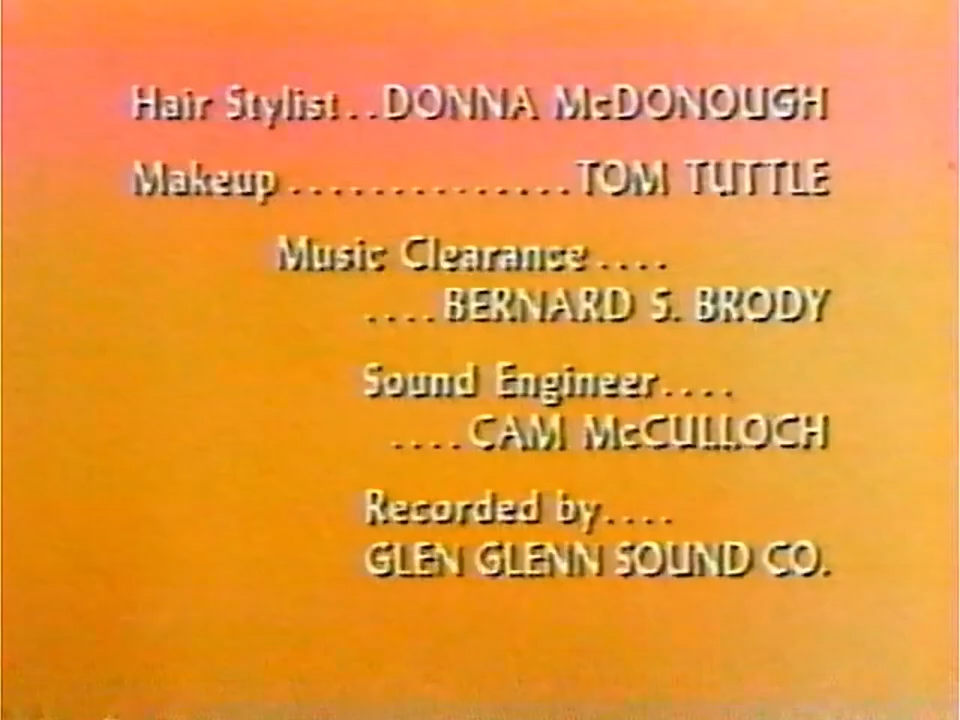 Hair Stylist..DONNA McDONOUGH
Makeup..............TOM TUTTLE
Music Clearance....
....BERNARD S. BRODY
Sound Engineer....
....CAM McCULLOCH
Recorded by....
GLEN GLENN SOUND CO.